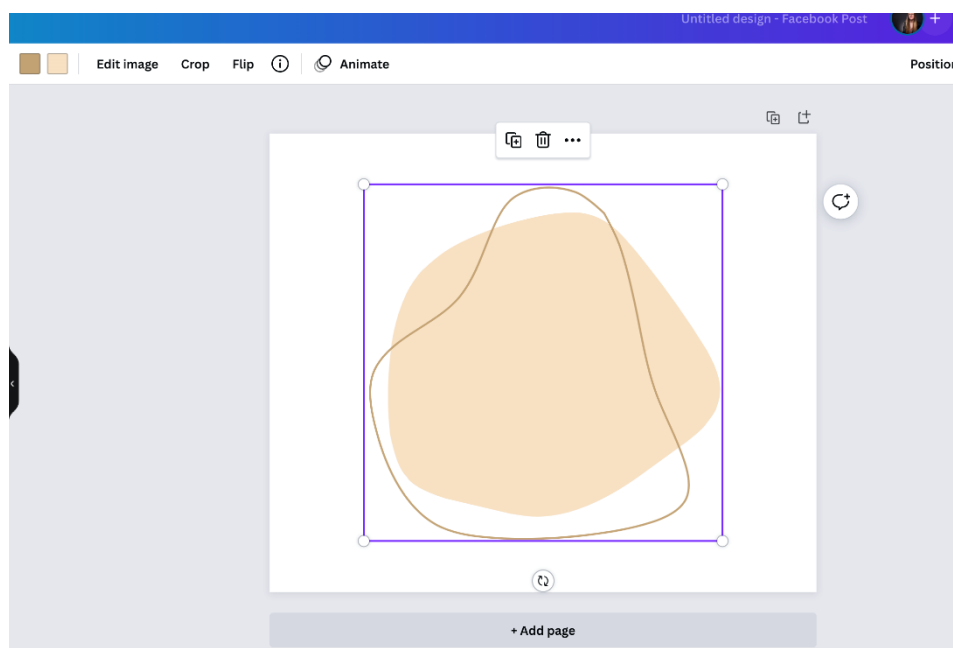 Untitled design - Facebook Post
Edit image Crop Flip Animate
Position
+ Add page